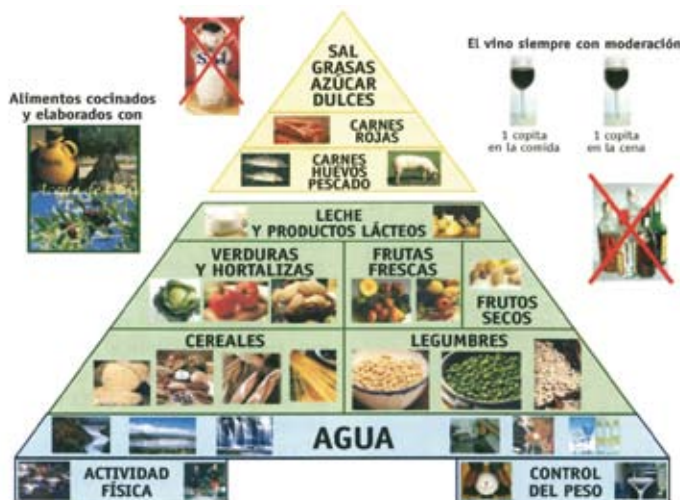 SAL
GRASAS
AZÚCAR
DULCES
CARNES
ROJAS
CARNES
HUEVOS
PESCADO
Alimentos cocinados
y elaborados con
El vino siempre con moderación
1 copita
en la comida
1 copita
en la cena
LECHE
Y PRODUCTOS LÁCTEOS
VERDURAS
Y HORTALIZAS
FRUTAS
FRESCAS
FRUTOS
SECOS
CEREALES
LEGUMBRES
AGUA
ACTIVIDAD
FÍSICA
CONTROL
DEL PESO